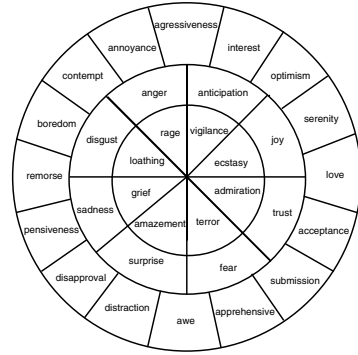 agressiveness
annoyance
interest
contempt
optimism
anger
anticipation
boredom
serenity
rage
vigilance
disgust
joy
loathing
ecstasy
remorse
love
grief
admiration
sadness
trust
amazement
terror
pensiveness
acceptance
surprise
fear
disapproval
submission
distraction
apprehensive
awe